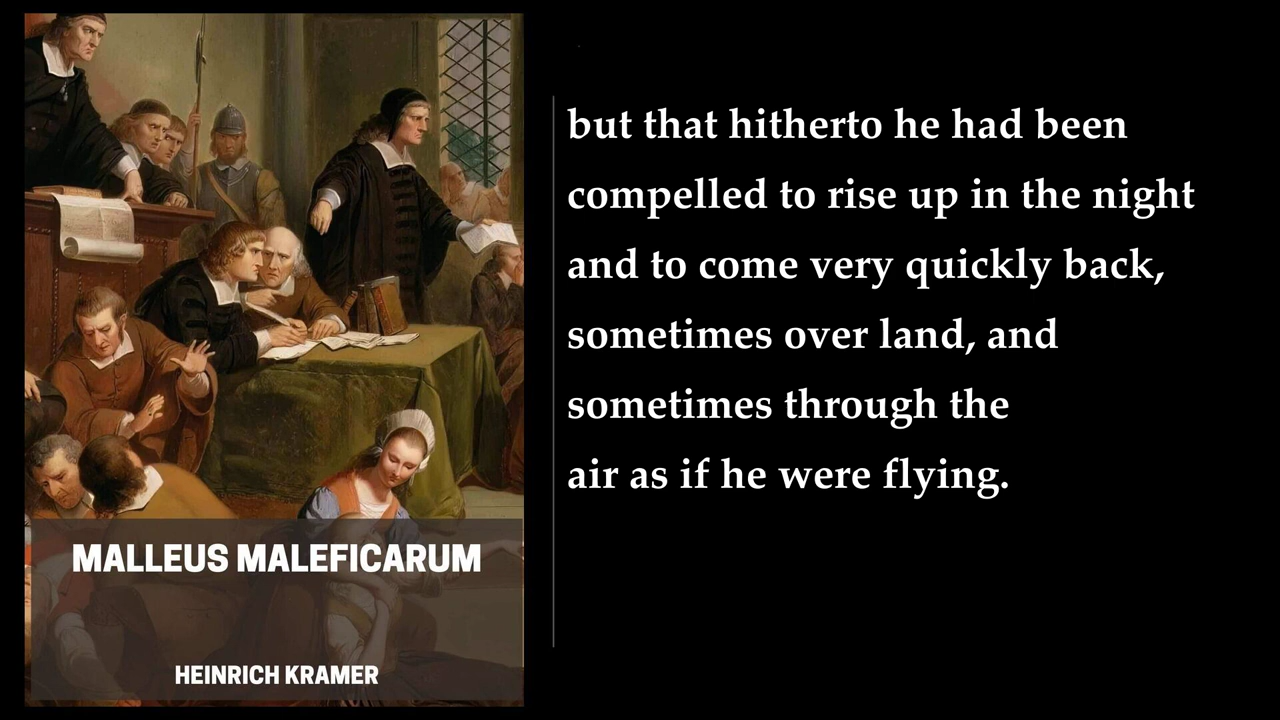 MALLEUS MALEFICARUM
HEINRICH KRAMER
but that hitherto he had been
compelled to rise up in the night
and to come very quickly back,
sometimes over land, and
sometimes through the
air as if he were flying.